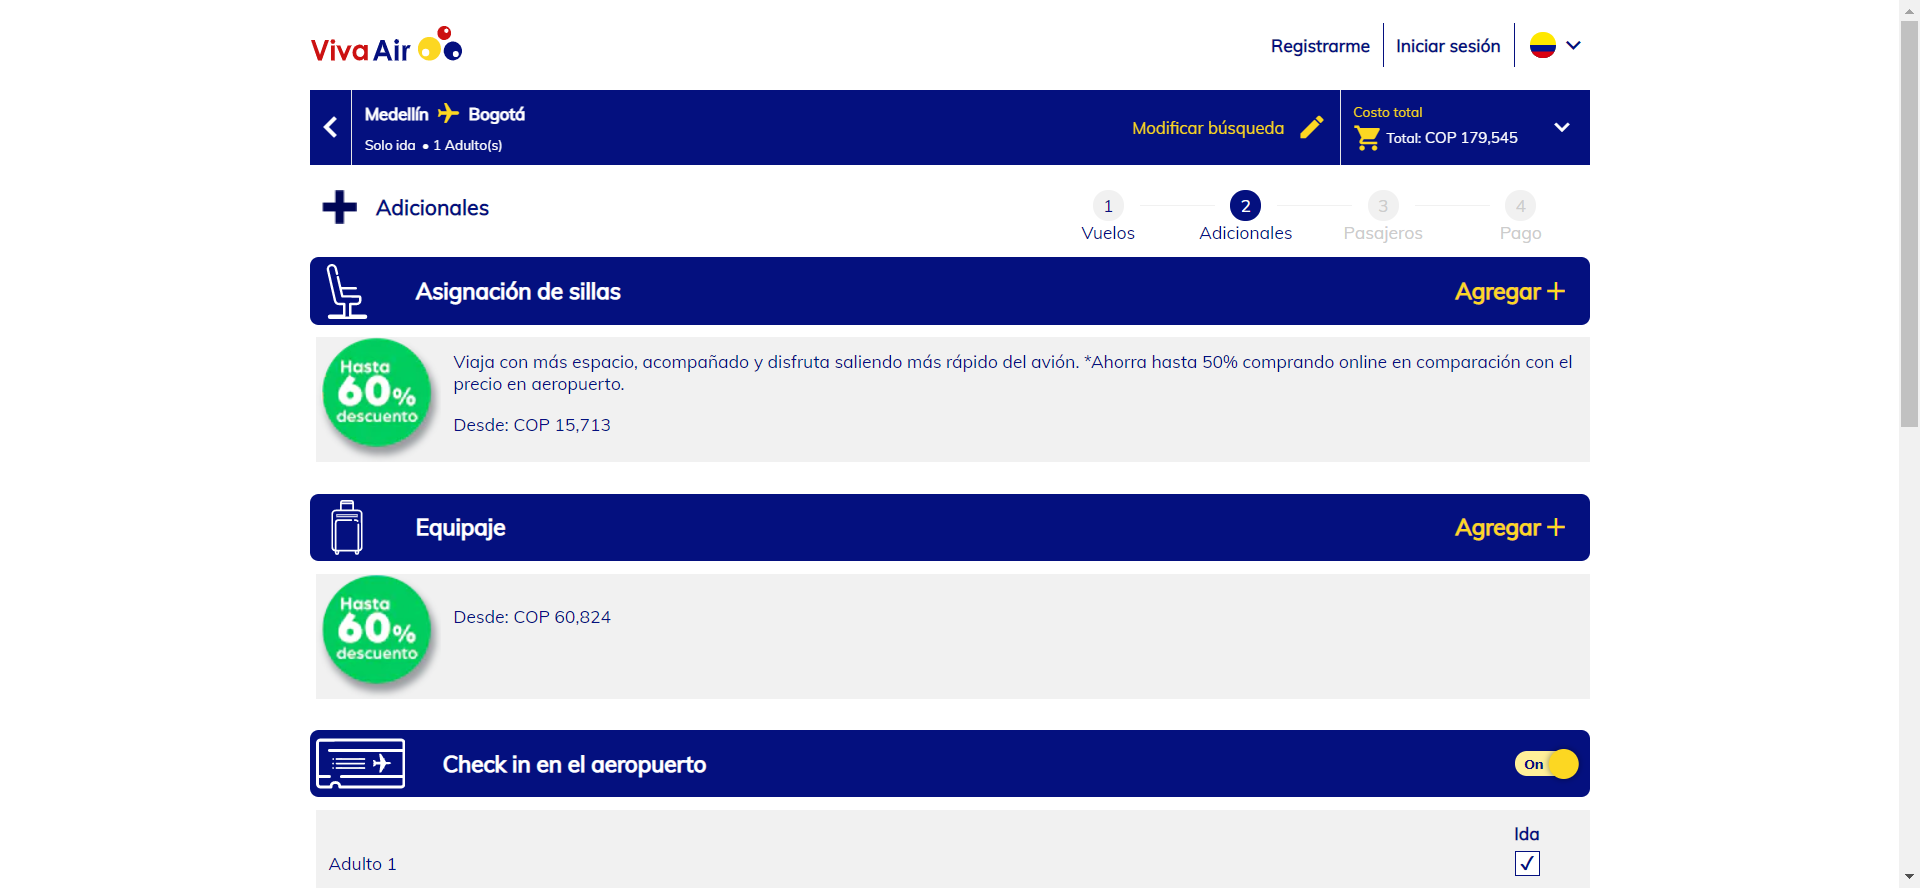 Viva Air
Registrarme
Iniciar sesión
Medellín Bogotá
Solo ida • 1 Adulto(s)
Modificar búsqueda
Costo total
Total: COP 179,545
Adicionales
1
Vuelos
2
Adicionales
3
Pasajeros
4
Pago
Asignación de sillas
Agregar +
Hasta
60%
descuento
Viaja con más espacio, acompañado y disfruta saliendo más rápido del avión. *Ahorra hasta 50% comprando online en comparación con el
precio en aeropuerto.
Desde: COP 15,713
Equipaje
Agregar +
Hasta
60%
descuento
Desde: COP 60,824
Check in en el aeropuerto
On
Ida
Adulto 1